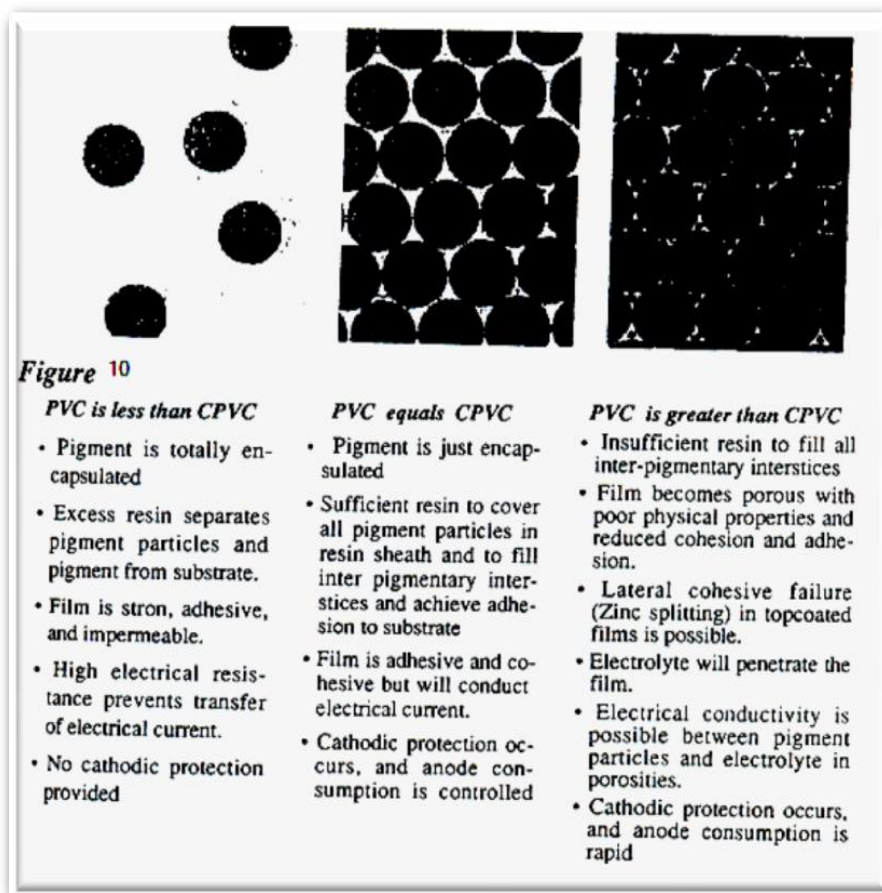 Figure 10
PVC is less than CPVC
• Pigment is totally en-
capsulated
• Excess resin separates
pigment particles and
pigment from substrate.
• Film is stron, adhesive,
and impermeable.
• High electrical resis-
tance prevents transfer
of electrical current.
• No cathodic protection
provided
PVC equals CPVC
• Pigment is just encap-
sulated
• Sufficient resin to cover
all pigment particles in
resin sheath and to fill
inter pigmentary inter-
stices and achieve adhe-
sion to substrate
• Film is adhesive and co-
hesive but will conduct
electrical current.
• Cathodic protection oc-
curs, and anode con-
sumption is controlled
PVC is greater than CPVC
• Insufficient resin to fill all
inter-pigmentary interstices
• Film becomes porous with
poor physical properties and
reduced cohesion and adhe-
sion.
• Lateral cohesive failure
(Zinc splitting) in topcoated
films is possible.
• Electrolyte will penetrate the
film.
• Electrical conductivity is
possible between pigment
particles and electrolyte in
porosities.
• Cathodic protection occurs,
and anode consumption is
rapid